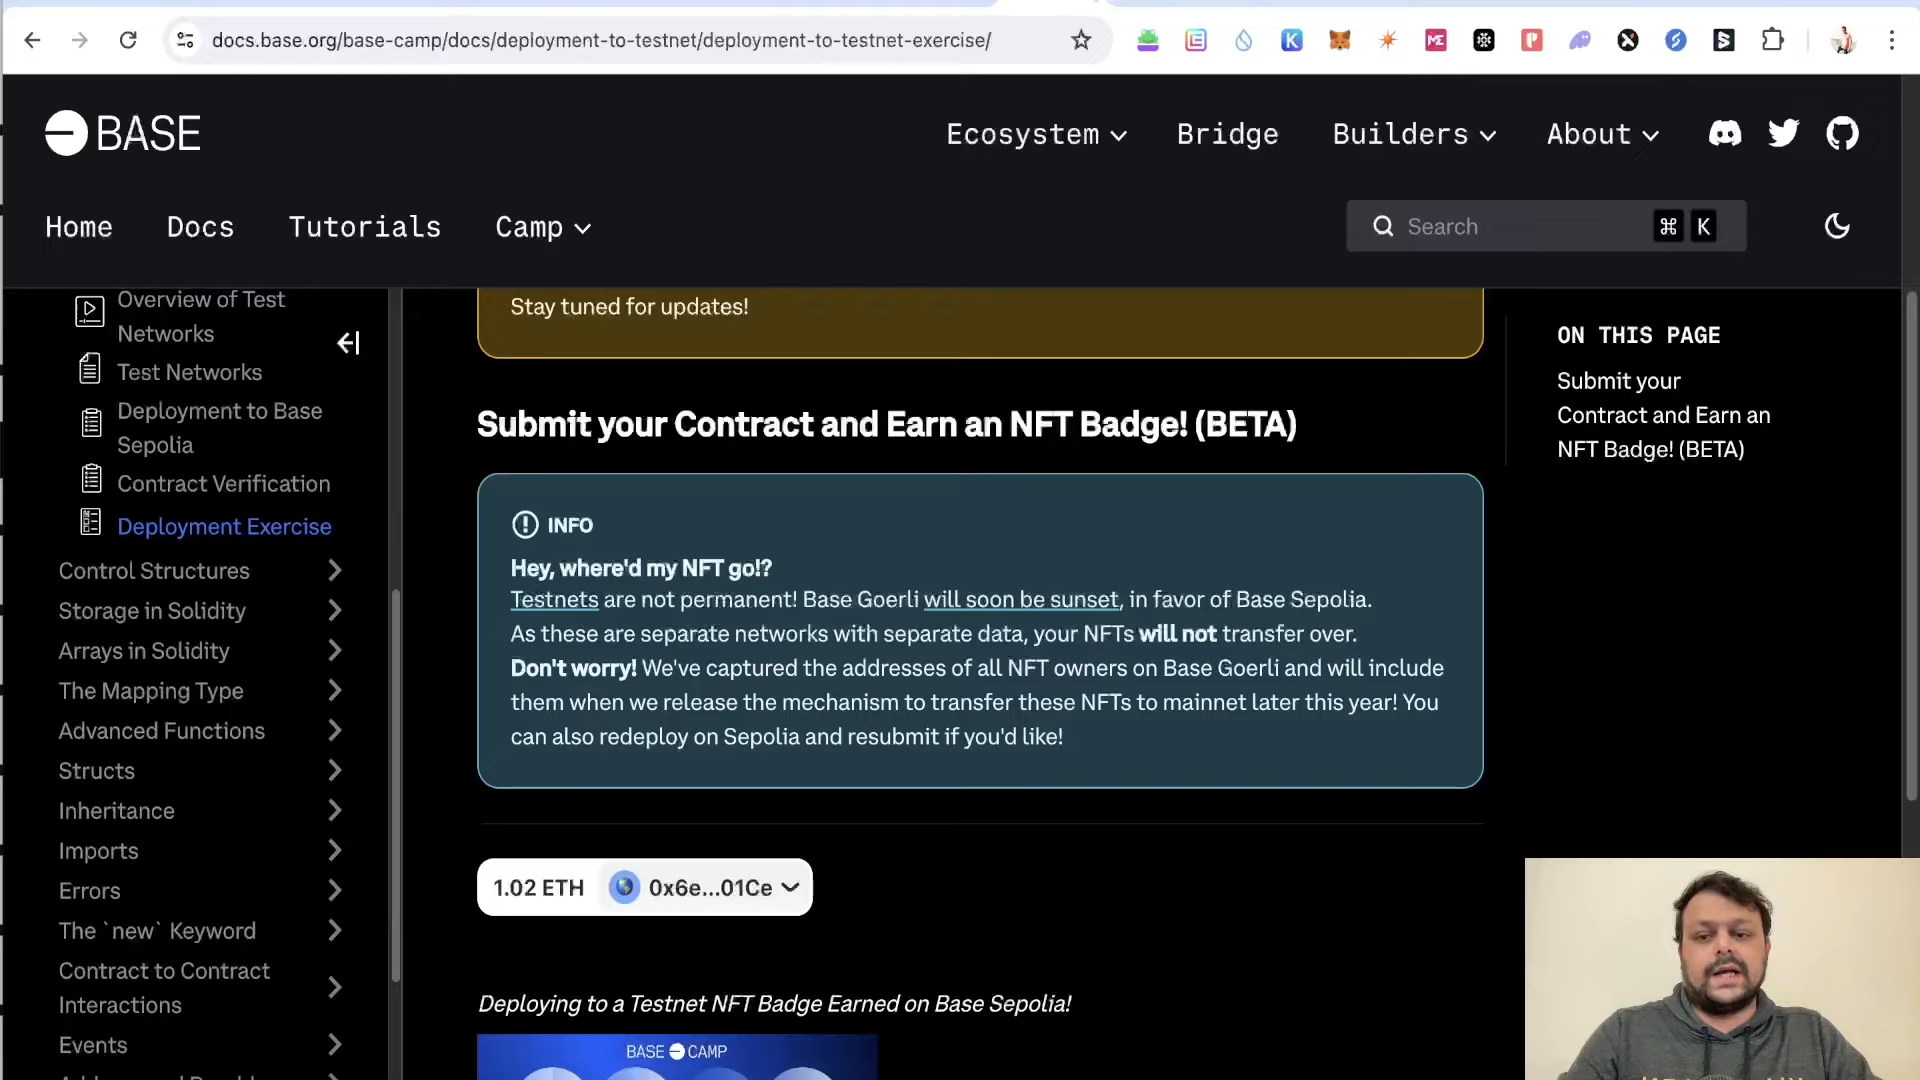 docs.base.org/base-camp/docs/deployment-to-testnet/deployment-to-testnet-exercise/
BASE
Ecosystem
Bridge
Builders
About
Home
Docs
Tutorials
Camp
Search
⌘ K
Overview of Test
Networks
Test Networks
Deployment to Base
Sepolia
Contract Verification
Deployment Exercise
Control Structures
Storage in Solidity
Arrays in Solidity
The Mapping Type
Advanced Functions
Structs
Inheritance
Imports
Errors
The `new` Keyword
Contract to Contract
Interactions
Events
Stay tuned for updates!
Submit your Contract and Earn an NFT Badge! (BETA)
INFO
Hey, where'd my NFT go!?
Testnets are not permanent! Base Goerli will soon be sunset, in favor of Base Sepolia.
As these are separate networks with separate data, your NFTs will not transfer over.
Don't worry! We've captured the addresses of all NFT owners on Base Goerli and will include
them when we release the mechanism to transfer these NFTs to mainnet later this year! You
can also redeploy on Sepolia and resubmit if you'd like!
1.02 ETH
0x6e...01Ce
Deploying to a Testnet NFT Badge Earned on Base Sepolia!
BASE CAMP
ON THIS PAGE
Submit your
Contract and Earn an
NFT Badge! (BETA)